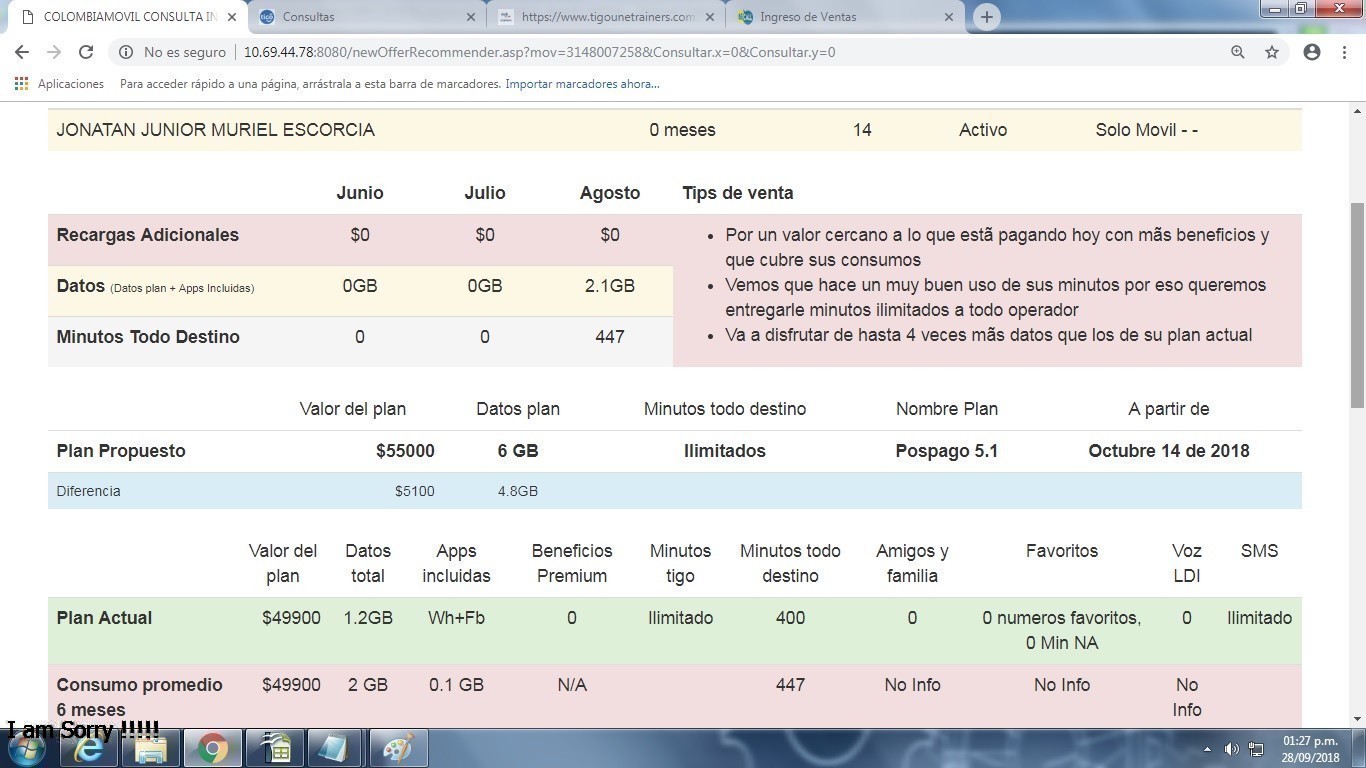 COLOMBIAMOVIL CONSULTA IN
Consultas
https://www.tigounetrainers.com
Ingreso de Ventas
No es seguro
10.69.44.78:8080/newOfferRecommender.asp?mov=3148007258&Consultar.x=0&Consultar.y=0
Aplicaciones Para acceder rápido a una página, arrástrala a esta barra de marcadores. Importar marcadores ahora...
JONATAN JUNIOR MURIEL ESCORCIA 0 meses 14 Activo Solo Movil - -
Junio Julio Agosto Tips de venta
Recargas Adicionales $0 $0 $0
Datos (Datos plan + Apps Incluidas) 0GB 0GB 2.1GB
Minutos Todo Destino 0 0 447
• Por un valor cercano a lo que estã pagando hoy con mãs beneficios y
que cubre sus consumos
• Vemos que hace un muy buen uso de sus minutos por eso queremos
entregarle minutos ilimitados a todo operador
• Va a disfrutar de hasta 4 veces mãs datos que los de su plan actual
Valor del plan Datos plan Minutos todo destino Nombre Plan A partir de
Plan Propuesto $55000 6 GB Ilimitados Pospago 5.1 Octubre 14 de 2018
Diferencia $5100 4.8GB
Valor del Datos Apps Beneficios Minutos Minutos todo Amigos y Favoritos Voz SMS
plan total incluidas Premium tigo destino familia LDI
Plan Actual $49900 1.2GB Wh+Fb 0 Ilimitado 400 0 0 numeros favoritos, 0 Ilimitado
0 Min NA
Consumo promedio $49900 2 GB 0.1 GB N/A 447 No Info No Info No
6 meses Info
I am Sorry !!!!!
01:27 p.m.
28/09/2018